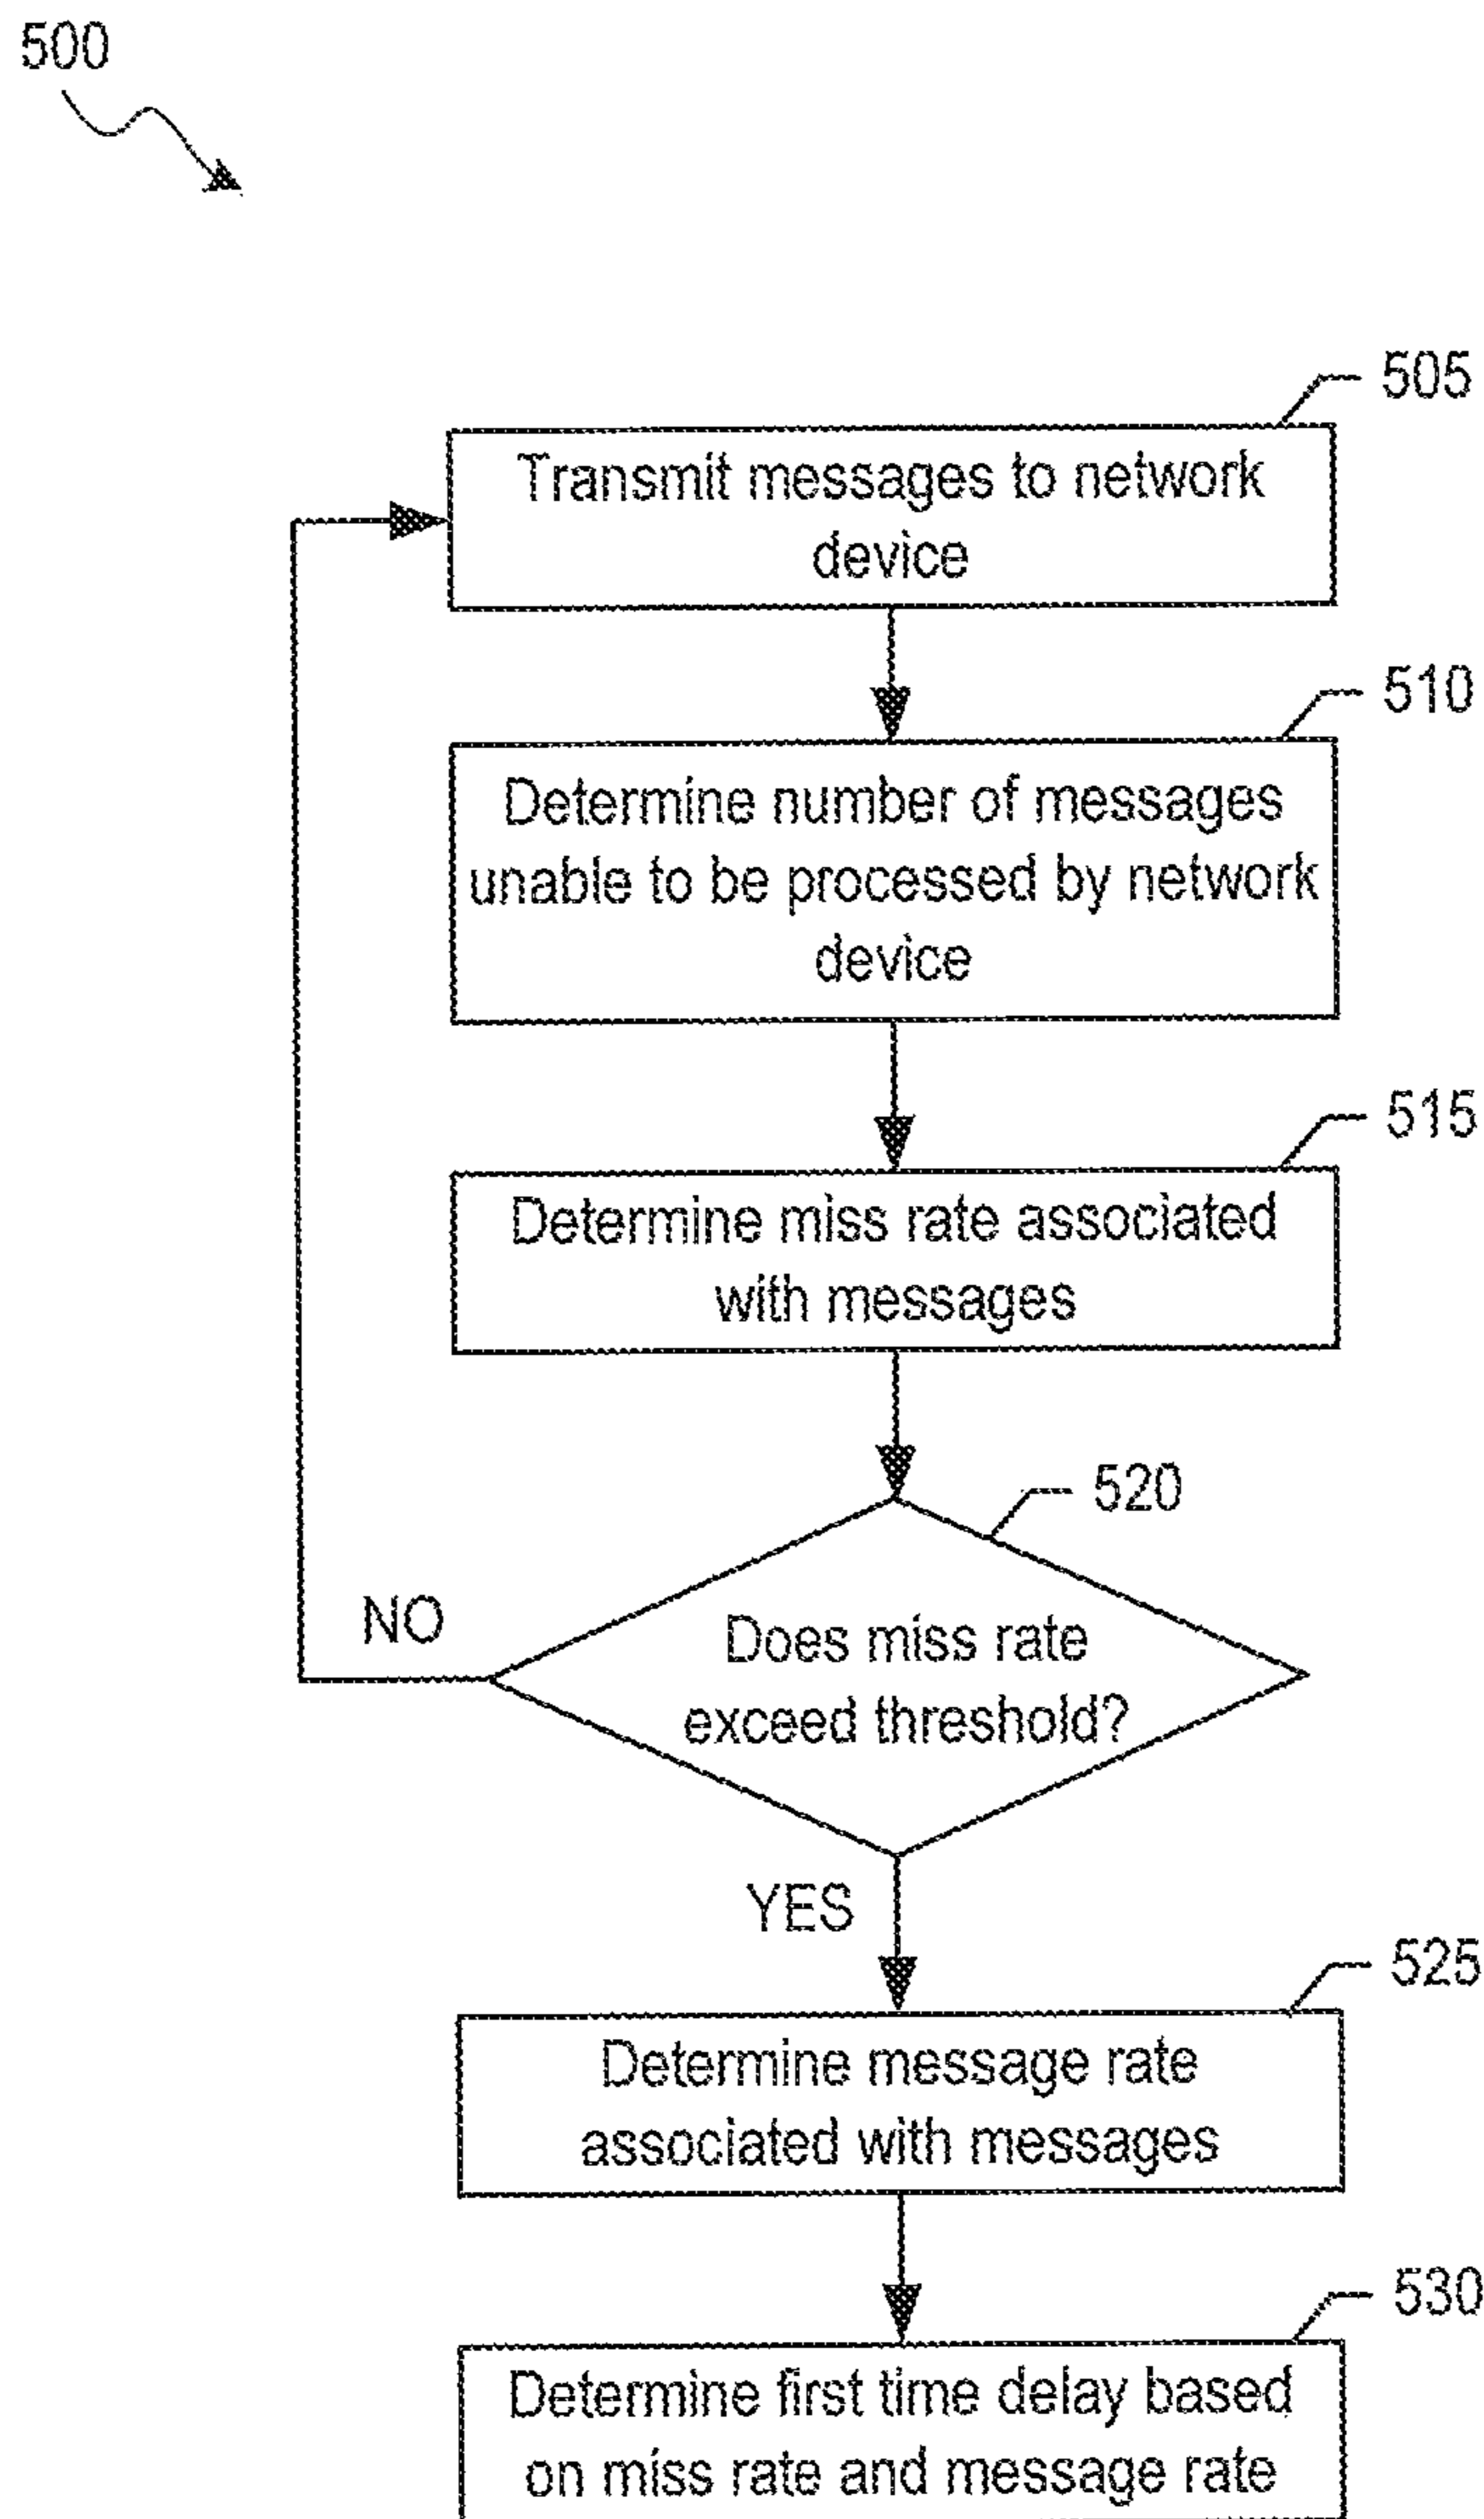 500
505
Transmit messages to network
device
510
Determine number of messages
unable to be processed by network
device
515
Determine miss rate associated
with messages
520
NO
Does miss rate
exceed threshold?
YES
525
Determine message rate
associated with messages
530
Determine first time delay based
on miss rate and message rate